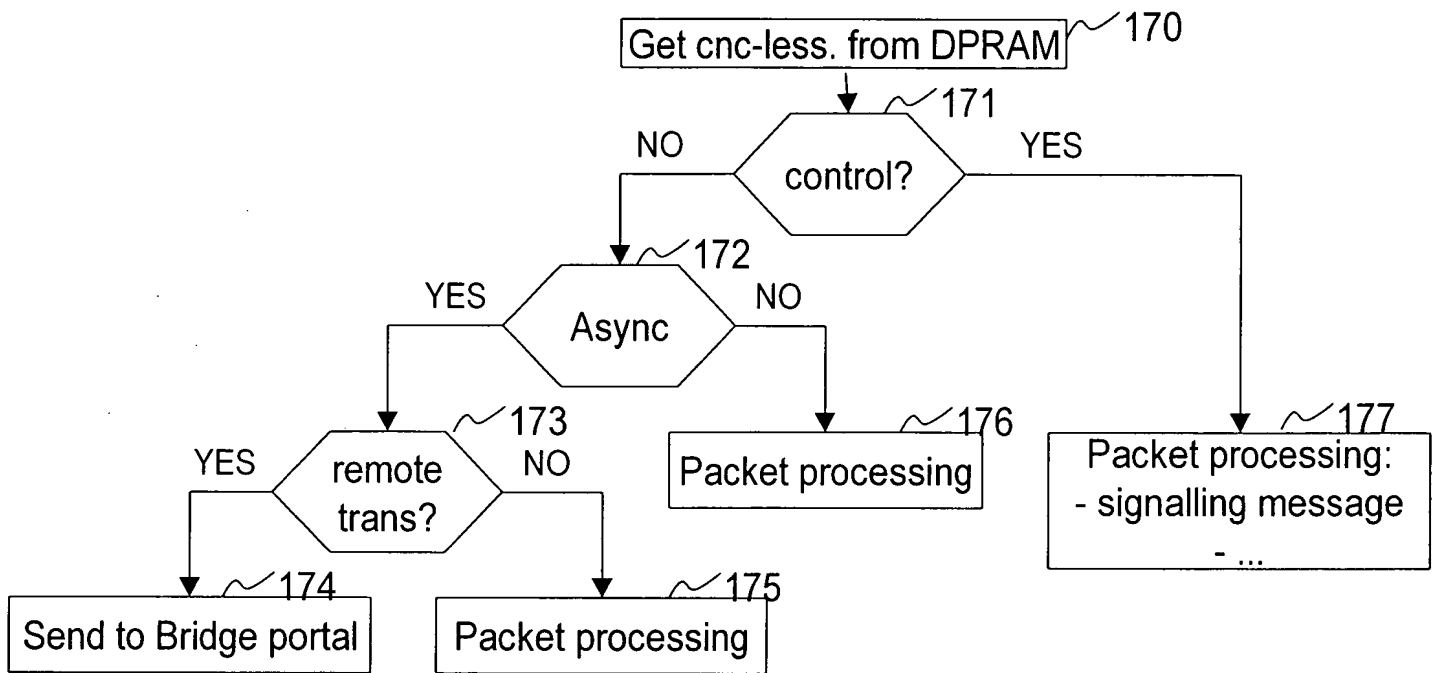 Get cnc-less. from DPRAM
170
171
NO
control?
YES
172
YES
Async
NO
173
YES
remote
trans?
NO
176
Packet processing
177
Packet processing:
- signalling message
- ...
174
Send to Bridge portal
175
Packet processing